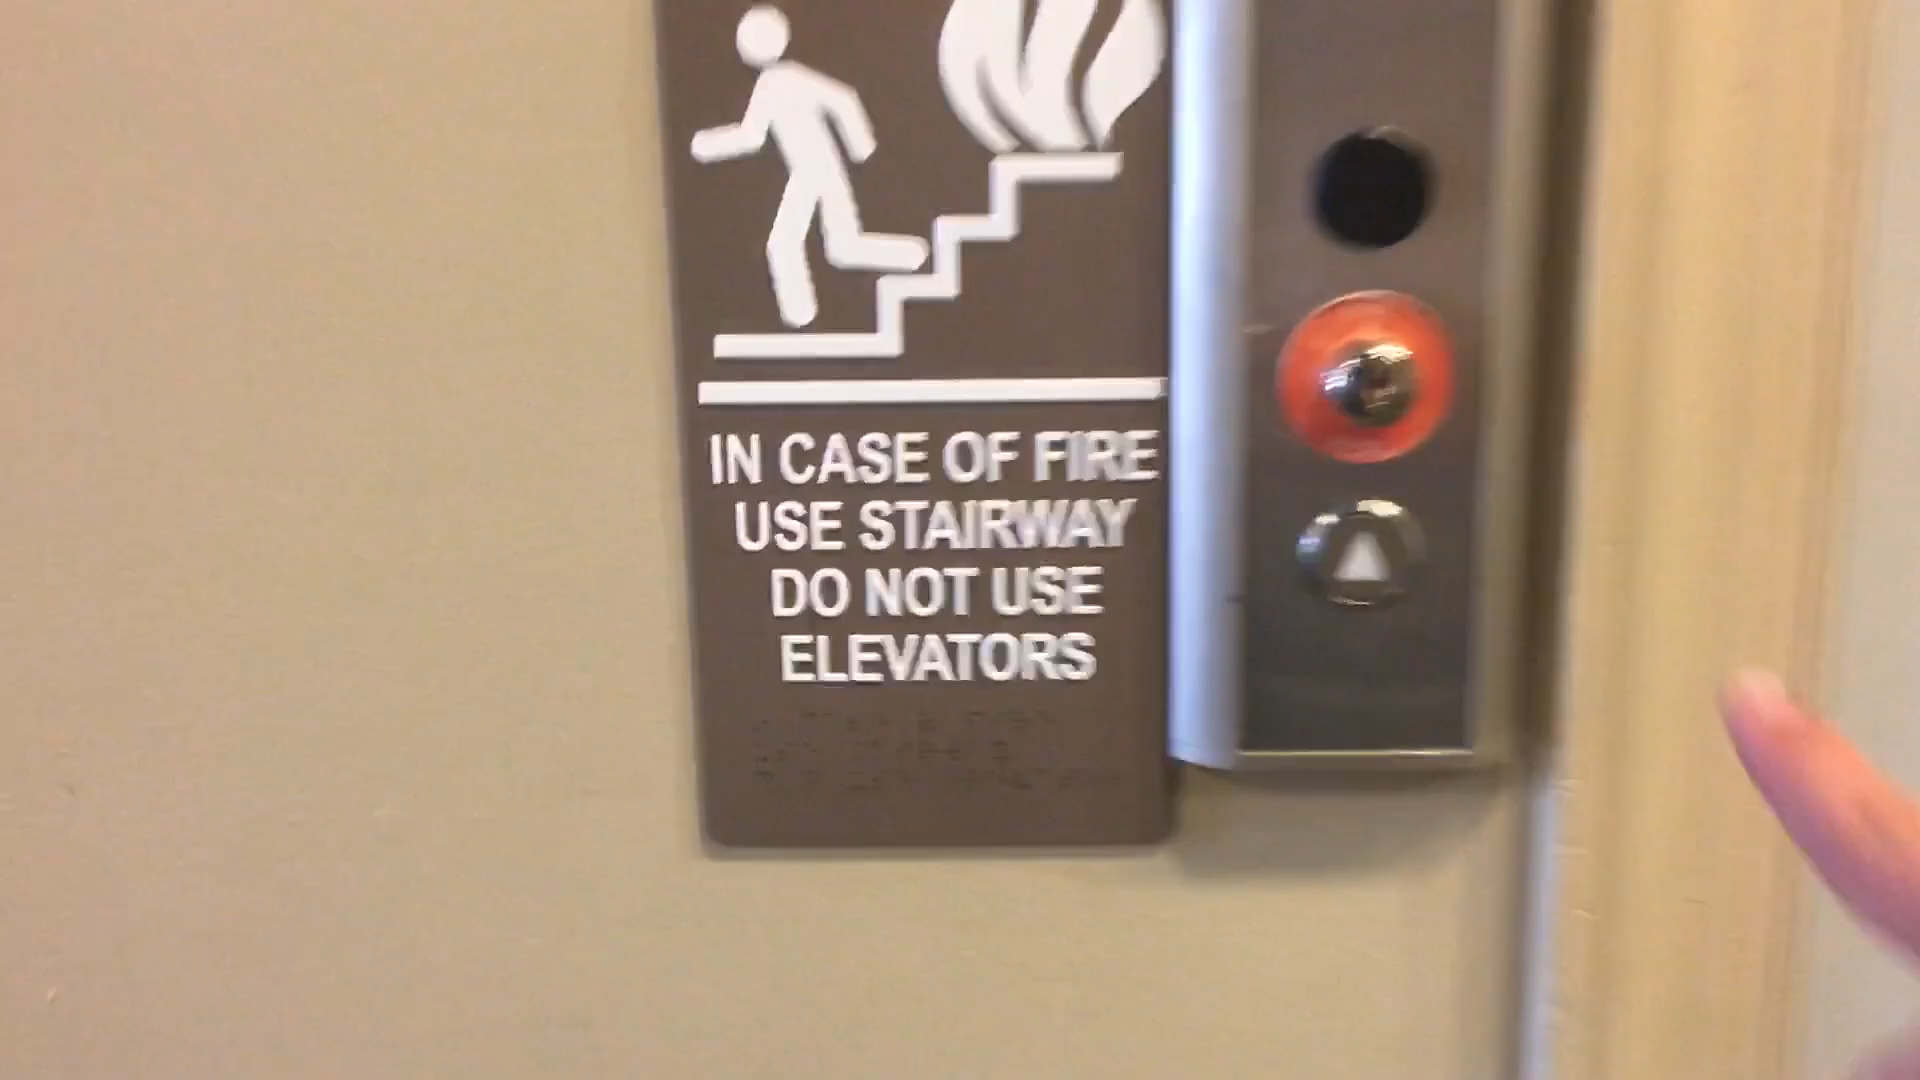 IN CASE OF FIRE
USE STAIRWAY
DO NOT USE
ELEVATORS